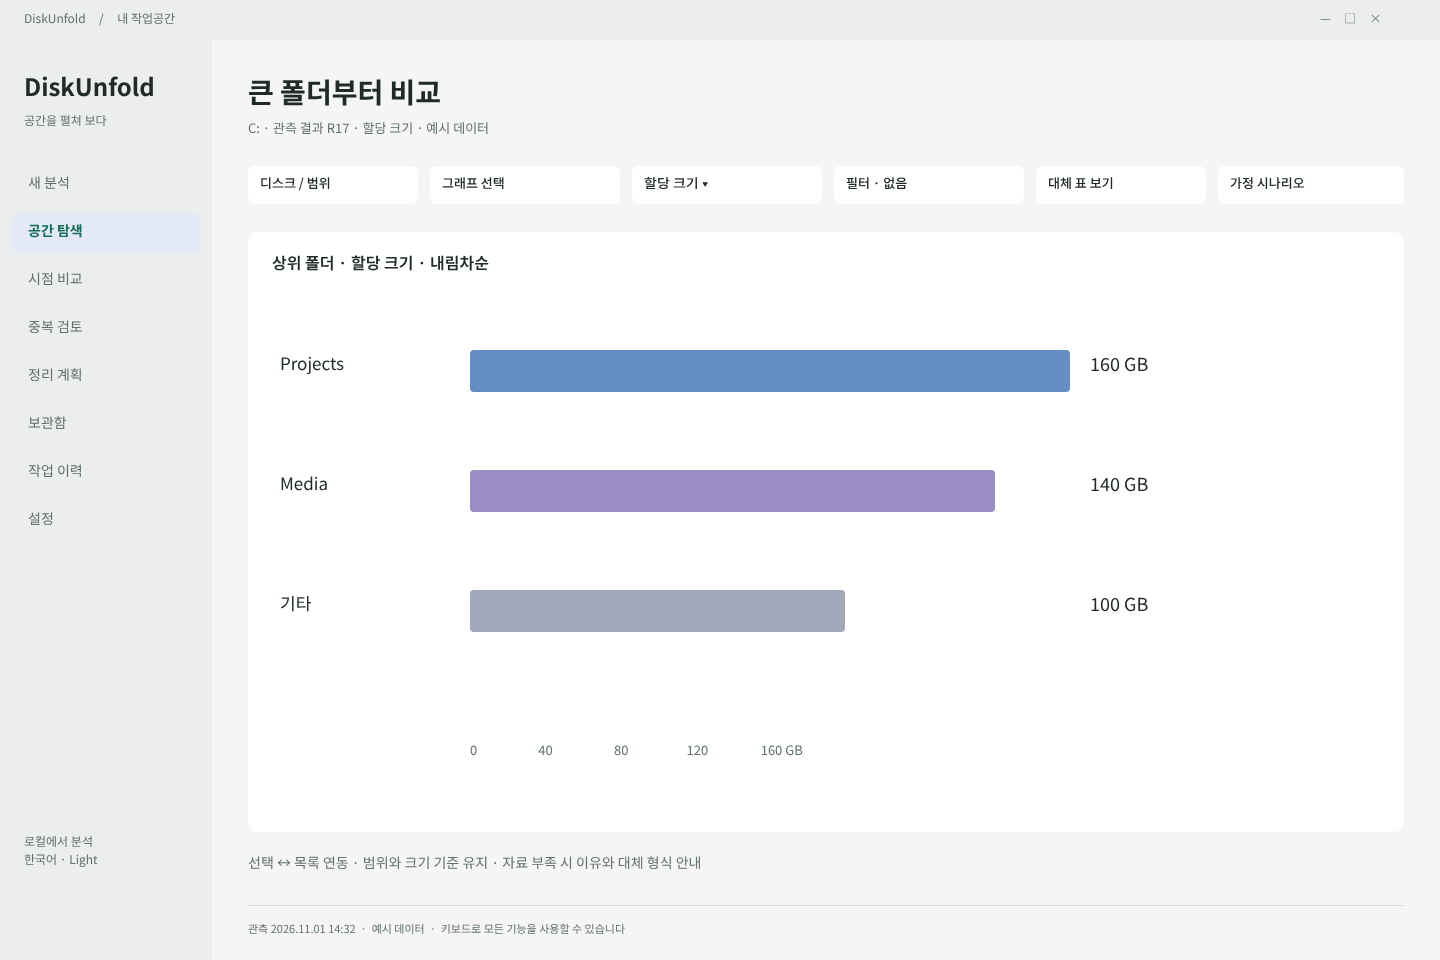 DiskUnfold / 내 작업공간
DiskUnfold
공간을 펼쳐 보다
새 분석
공간 탐색
시점 비교
중복 검토
정리 계획
보관함
작업 이력
설정
로컬에서 분석
한국어 · Light
큰 폴더부터 비교
C: · 관측 결과 R17 · 할당 크기 · 예시 데이터
디스크 / 범위
그래프 선택
할당 크기 ▾
필터 · 없음
대체 표 보기
가정 시나리오
상위 폴더 · 할당 크기 · 내림차순
Projects 160 GB
Media 140 GB
기타 100 GB
0 40 80 120 160 GB
선택 ↔ 목록 연동 · 범위와 크기 기준 유지 · 자료 부족 시 이유와 대체 형식 안내
관측 2026.11.01 14:32 · 예시 데이터 · 키보드로 모든 기능을 사용할 수 있습니다